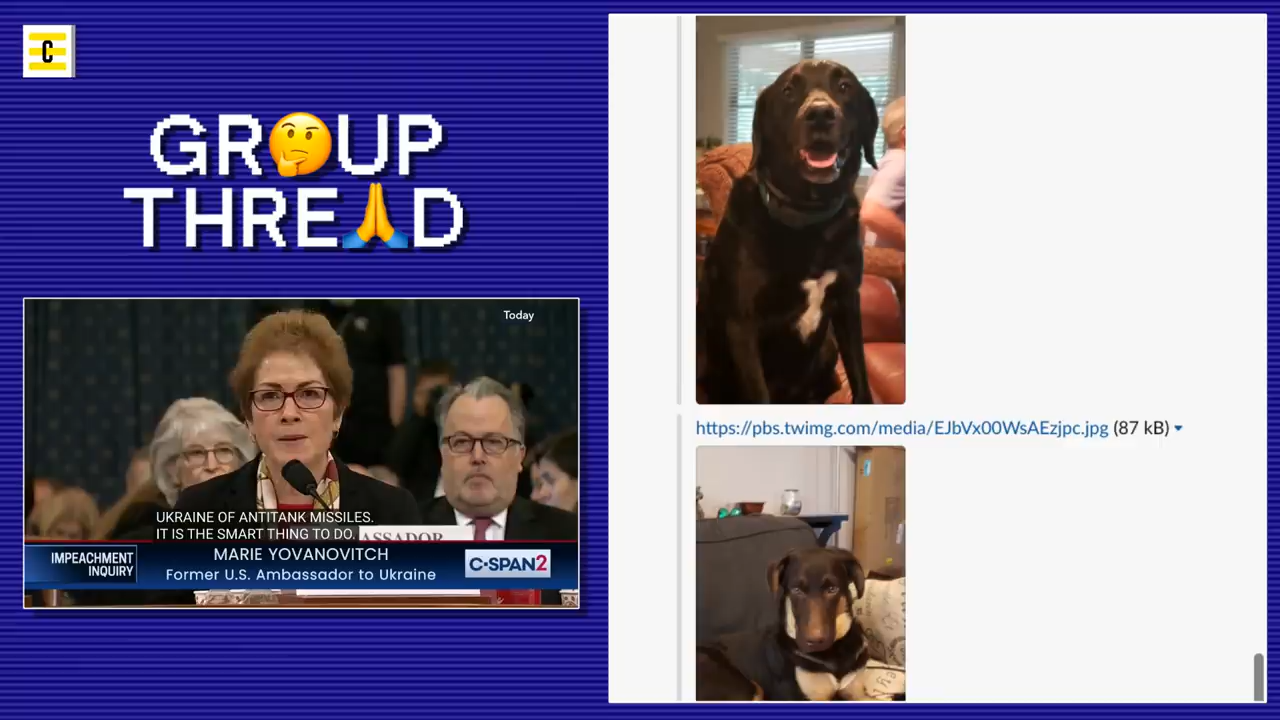 C
GR🤔UP
THRE🙏D
Today
UKRAINE OF ANTITANK MISSILES.
IT IS THE SMART THING TO DO.
ASSADOR
IMPEACHMENT
INQUIRY
MARIE YOVANOVITCH
Former U.S. Ambassador to Ukraine
C-SPAN2
https://pbs.twimg.com/media/EJbVx00WsAEzjpc.jpg (87 kB)